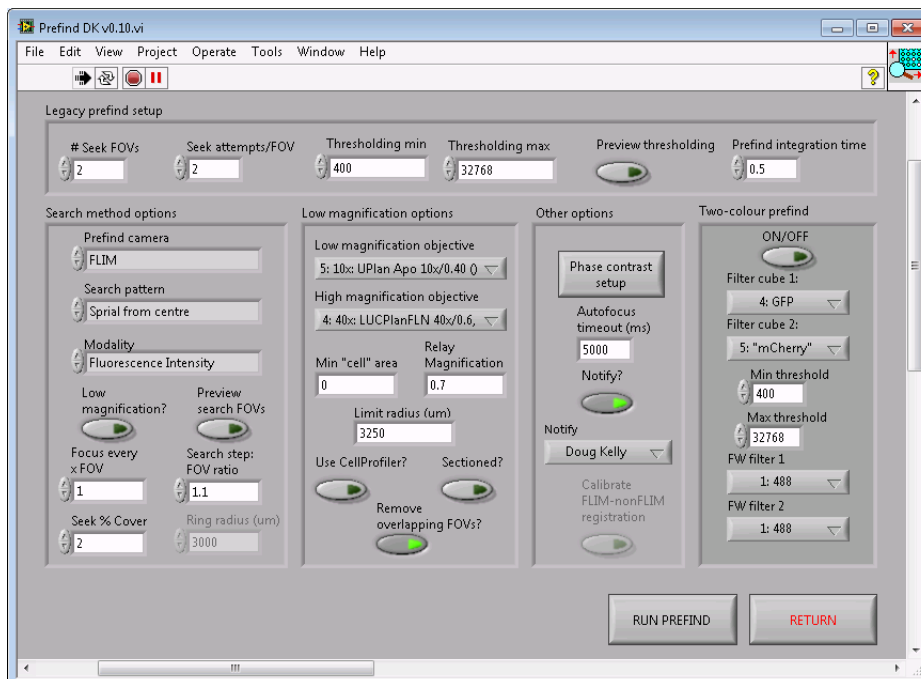 Prefind DK v0.10.vi
File Edit View Project Operate Tools Window Help
?
Legacy prefind setup
# Seek FOVs
2
Seek attempts/FOV
2
Thresholding min
400
Thresholding max
32768
Preview thresholding
Prefind integration time
0.5
Search method options
Prefind camera
FLIM
Search pattern
Sprial from centre
Modality
Fluorescence Intensity
Low
magnification?
Preview
search FOVs
Focus every
x FOV
1
Search step:
FOV ratio
1.1
Seek % Cover
2
Ring radius (um)
3000
Low magnification options
Low magnification objective
5: 10x: UPlan Apo 10x/0.40 ()
High magnification objective
4: 40x: LUCPlanFLN 40x/0.6,
Min "cell" area
0
Relay
Magnification
0.7
Limit radius (um)
3250
Use CellProfiler?
Sectioned?
Remove
overlapping FOVs?
Other options
Phase contrast
setup
Autofocus
timeout (ms)
5000
Notify?
Notify
Doug Kelly
Calibrate
FLIM-nonFLIM
registration
Two-colour prefind
ON/OFF
Filter cube 1:
4: GFP
Filter cube 2:
5: "mCherry"
Min threshold
400
Max threshold
32768
FW filter 1
1: 488
FW filter 2
1: 488
RUN PREFIND
RETURN